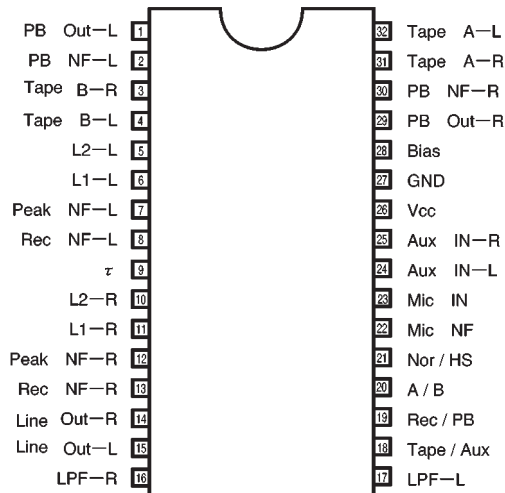 PB Out—L 1
PB NF—L 2
Tape B—R 3
Tape B—L 4
L2—L 5
L1—L 6
Peak NF—L 7
Rec NF—L 8
τ 9
L2—R 10
L1—R 11
Peak NF—R 12
Rec NF—R 13
Line Out—R 14
Line Out—L 15
LPF—R 16
32 Tape A—L
31 Tape A—R
30 PB NF—R
29 PB Out—R
28 Bias
27 GND
26 Vcc
25 Aux IN—R
24 Aux IN—L
23 Mic IN
22 Mic NF
21 Nor / HS
20 A / B
19 Rec / PB
18 Tape / Aux
17 LPF—L